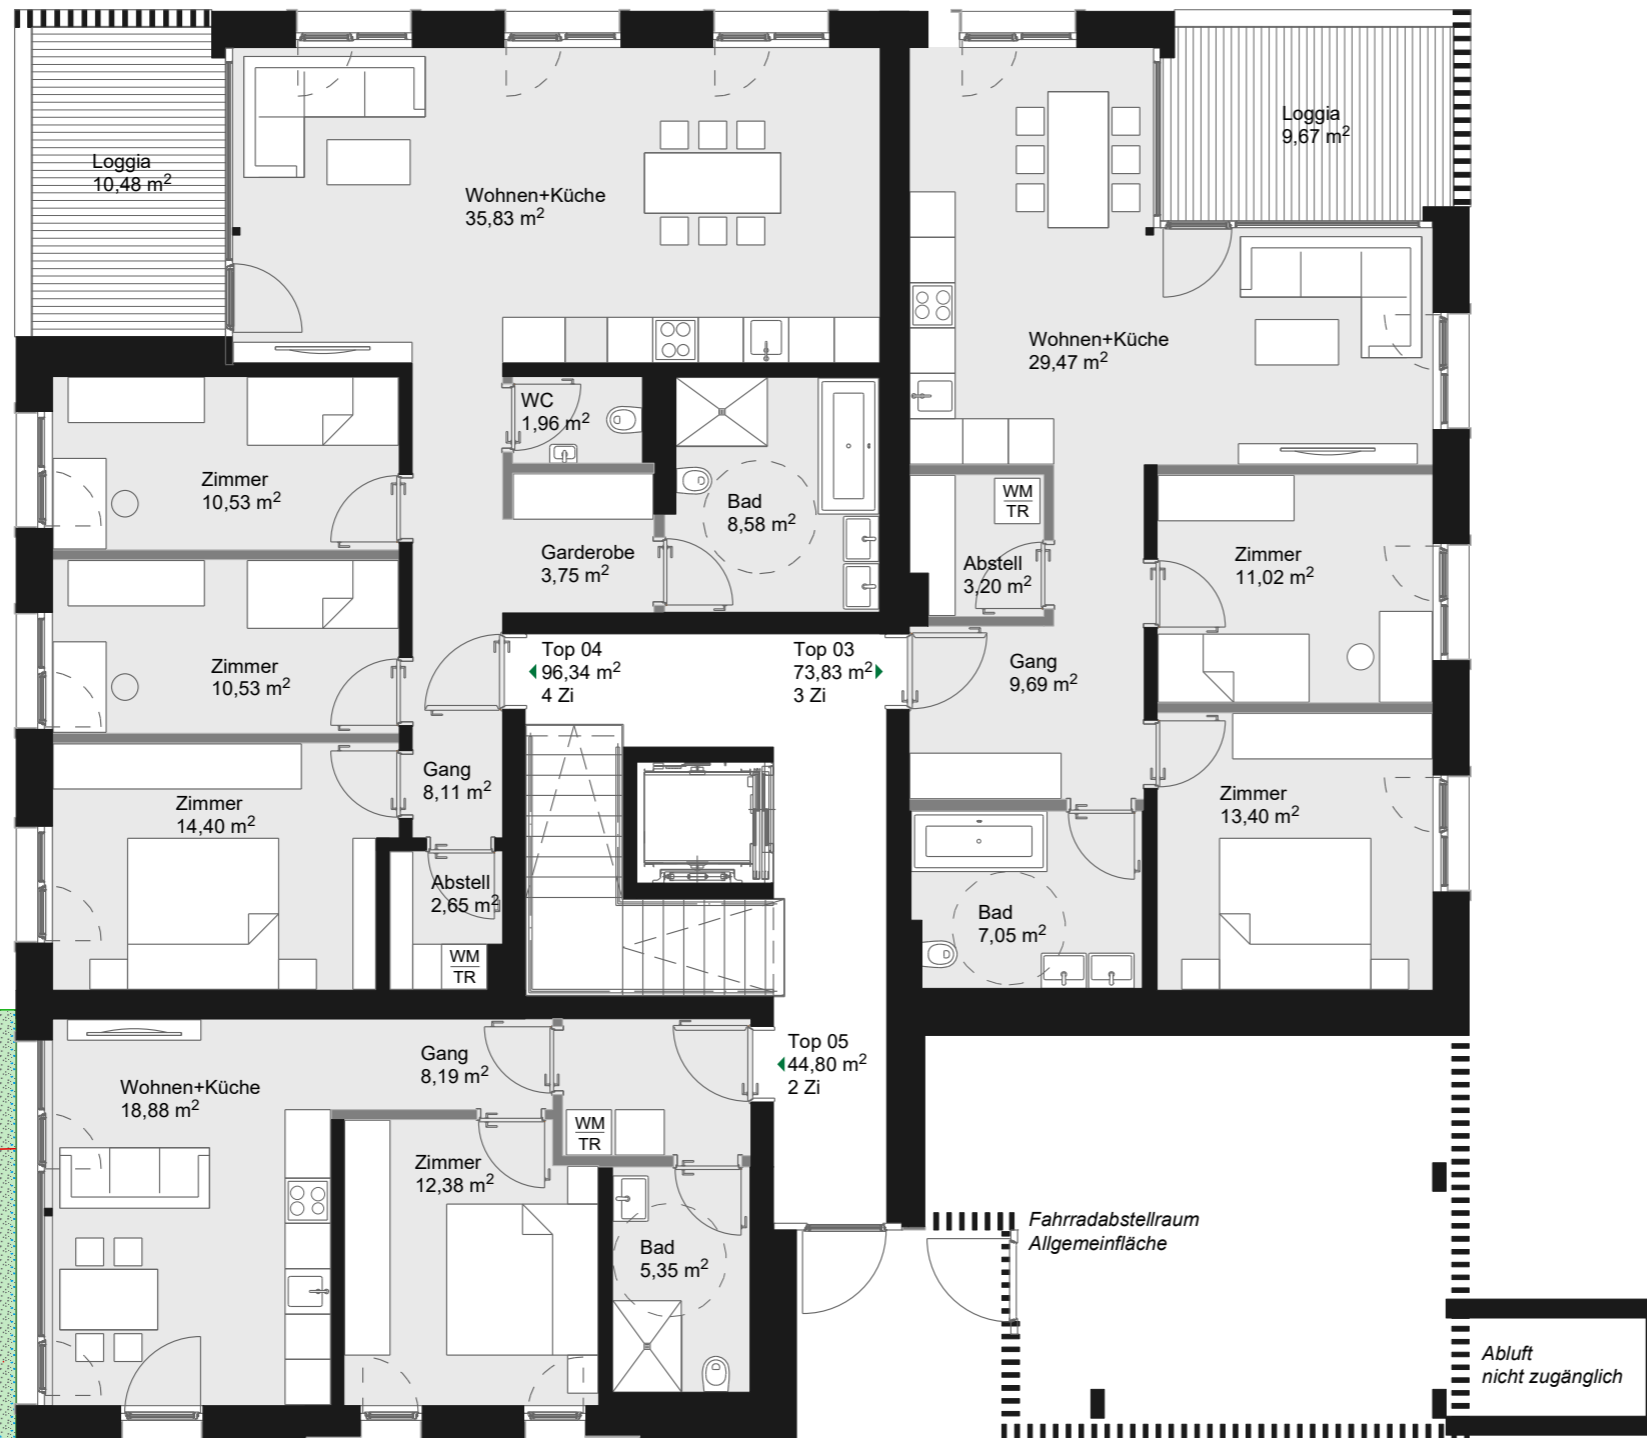 Loggia
10,48 m²
Wohnen+Küche
35,83 m²
Loggia
9,67 m²
Wohnen+Küche
29,47 m²
WC
1,96 m²
Zimmer
10,53 m²
Bad
8,58 m²
Garderobe
3,75 m²
WM
TR
Abstell
3,20 m²
Zimmer
11,02 m²
Zimmer
10,53 m²
Top 04
96,34 m²
4 Zi
Top 03
73,83 m²
3 Zi
Gang
9,69 m²
Gang
8,11 m²
Zimmer
14,40 m²
Zimmer
13,40 m²
Abstell
2,65 m²
WM
TR
Bad
7,05 m²
Top 05
44,80 m²
2 Zi
Gang
8,19 m²
Wohnen+Küche
18,88 m²
WM
TR
Zimmer
12,38 m²
Bad
5,35 m²
Fahrradabstellraum
Allgemeinfläche
Abluft
nicht zugänglich